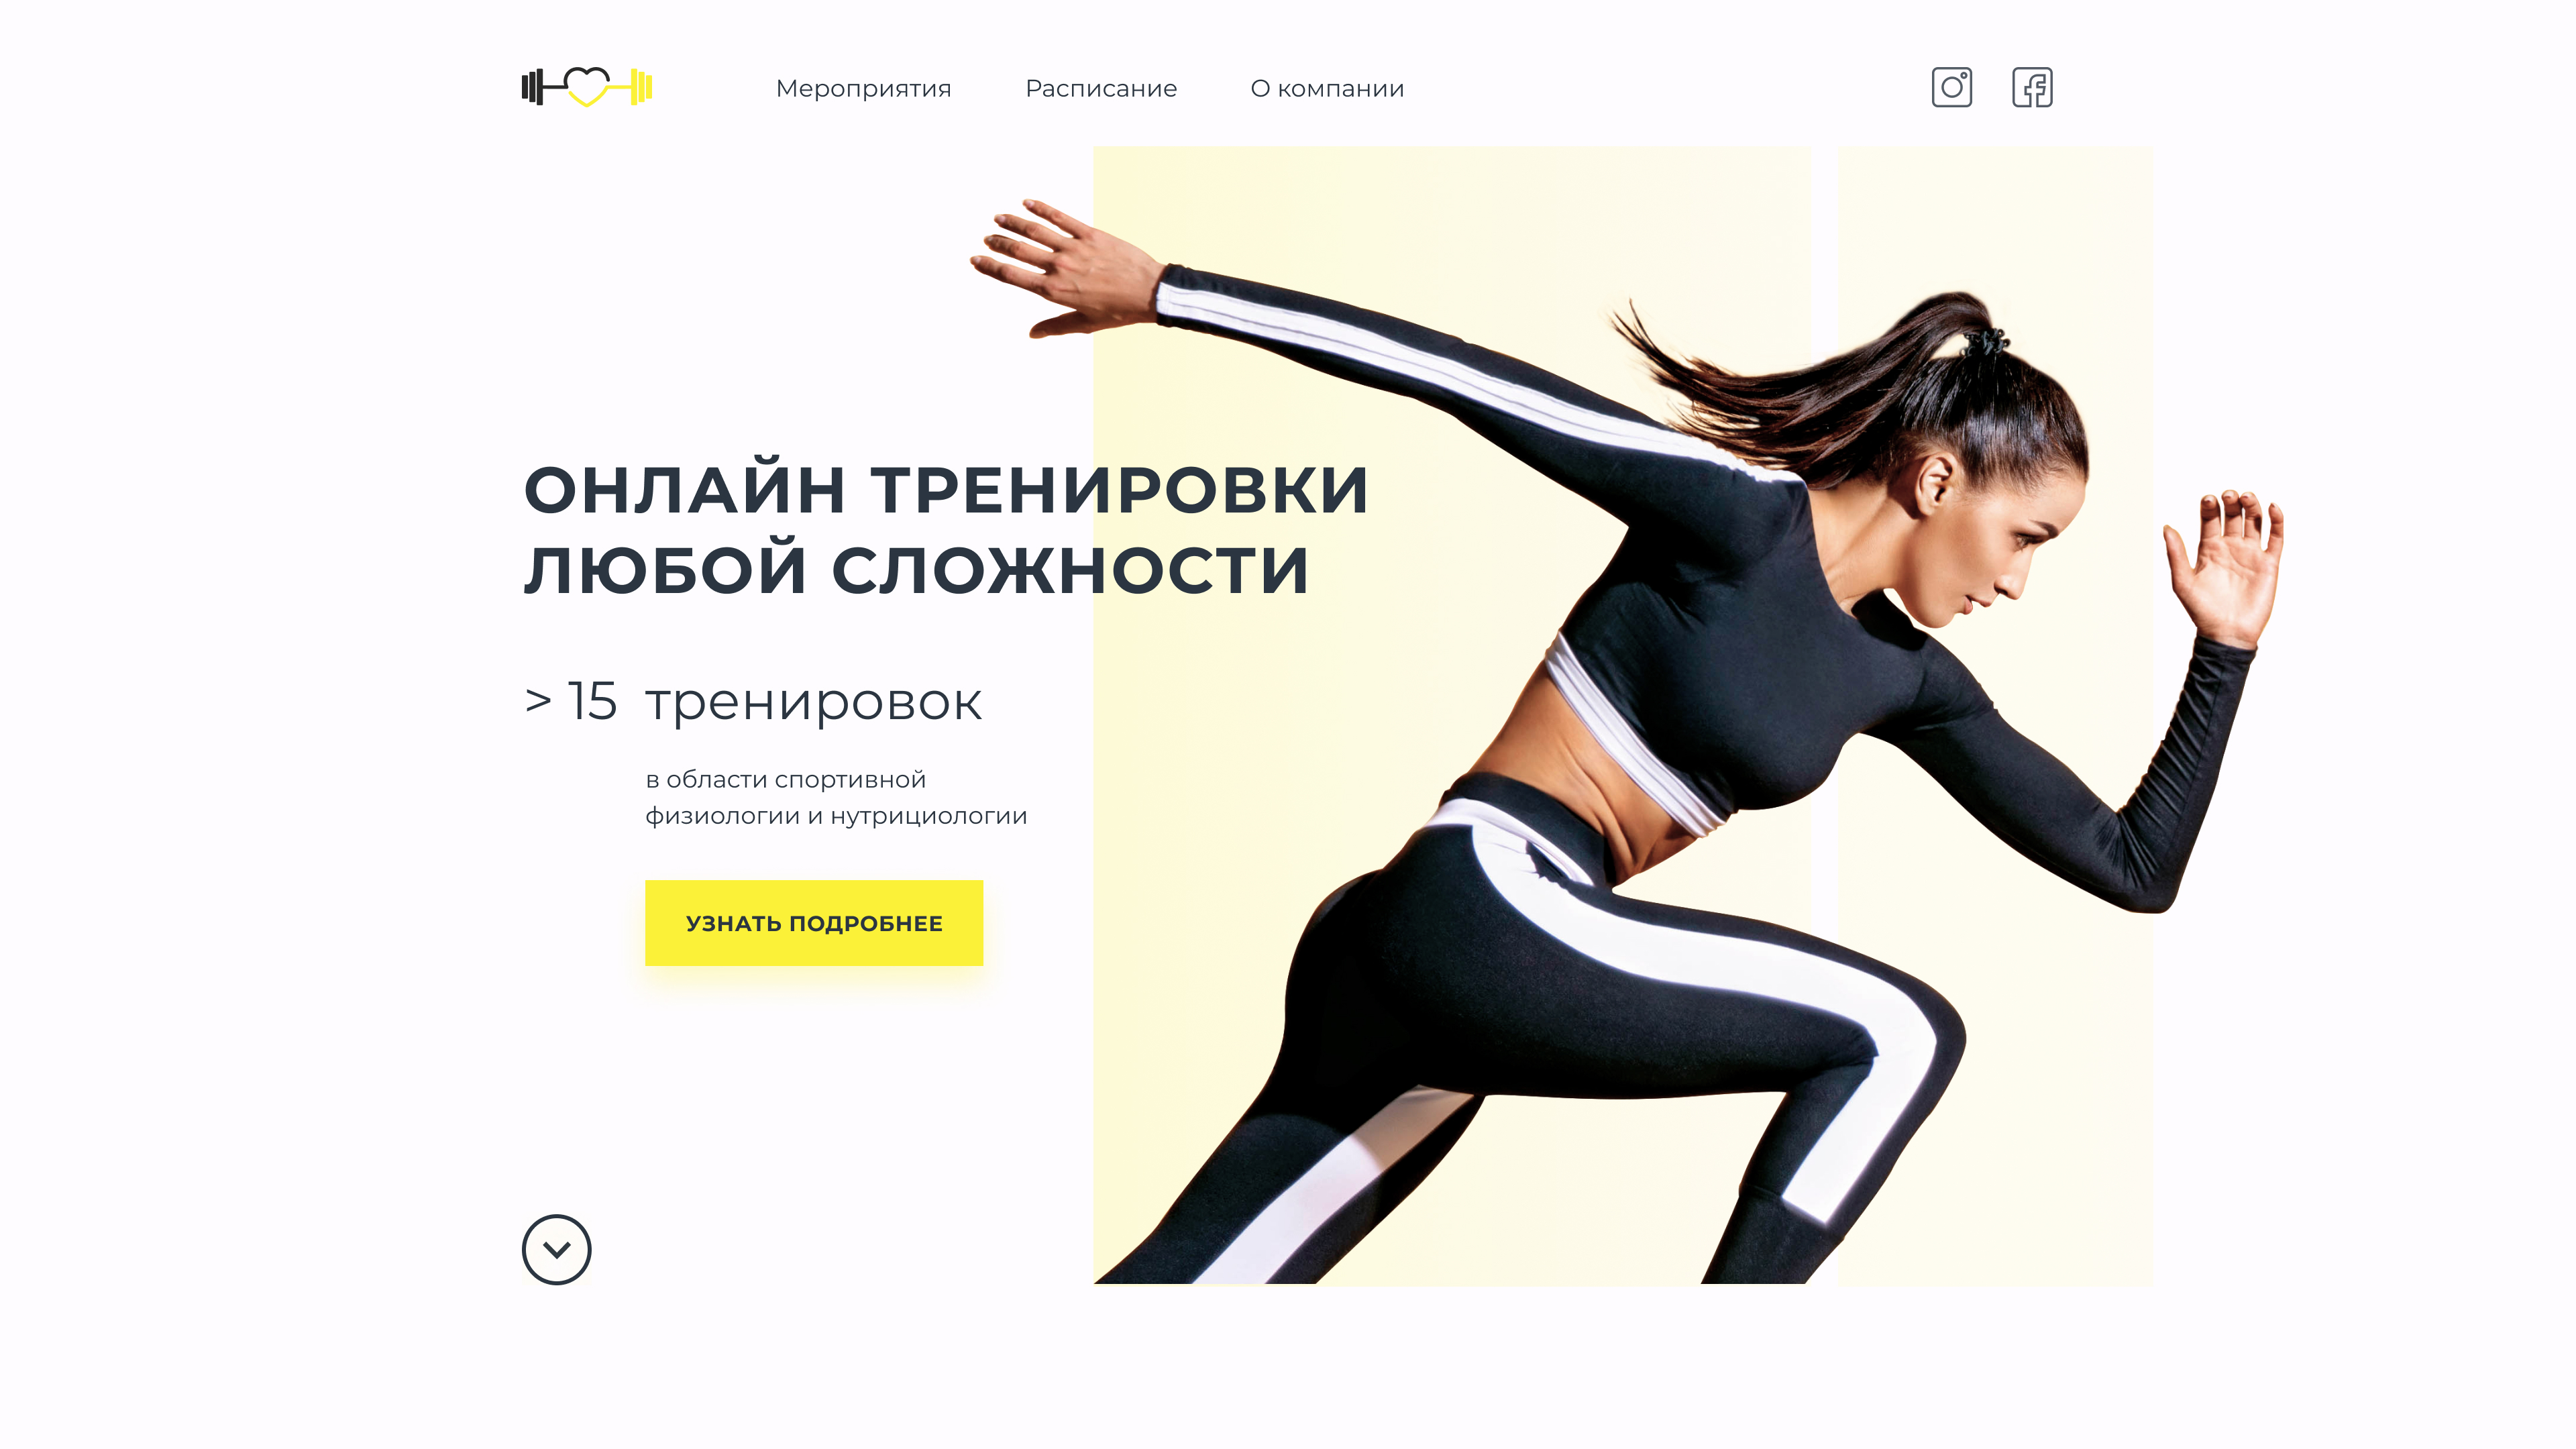 Мероприятия Расписание О компании
ОНЛАЙН ТРЕНИРОВКИ
ЛЮБОЙ СЛОЖНОСТИ
> 15 тренировок
в области спортивной
физиологии и нутрициологии
УЗНАТЬ ПОДРОБНЕЕ